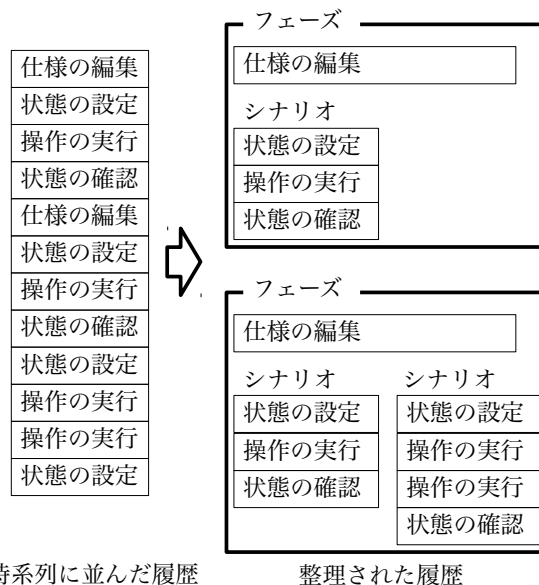 仕様の編集
状態の設定
操作の実行
状態の確認
仕様の編集
状態の設定
操作の実行
状態の確認
状態の設定
操作の実行
操作の実行
状態の設定
時系列に並んだ履歴
フェーズ
仕様の編集
シナリオ
状態の設定
操作の実行
状態の確認
フェーズ
仕様の編集
シナリオ
状態の設定
操作の実行
状態の確認
シナリオ
状態の設定
操作の実行
操作の実行
状態の確認
整理された履歴